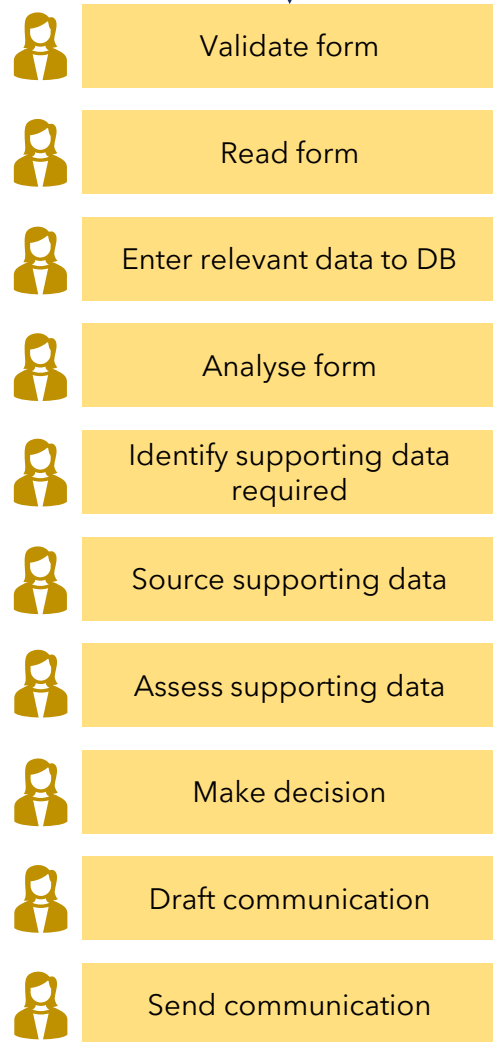 Validate form
Read form
Enter relevant data to DB
Analyse form
Identify supporting data
required
Source supporting data
Assess supporting data
Make decision
Draft communication
Send communication